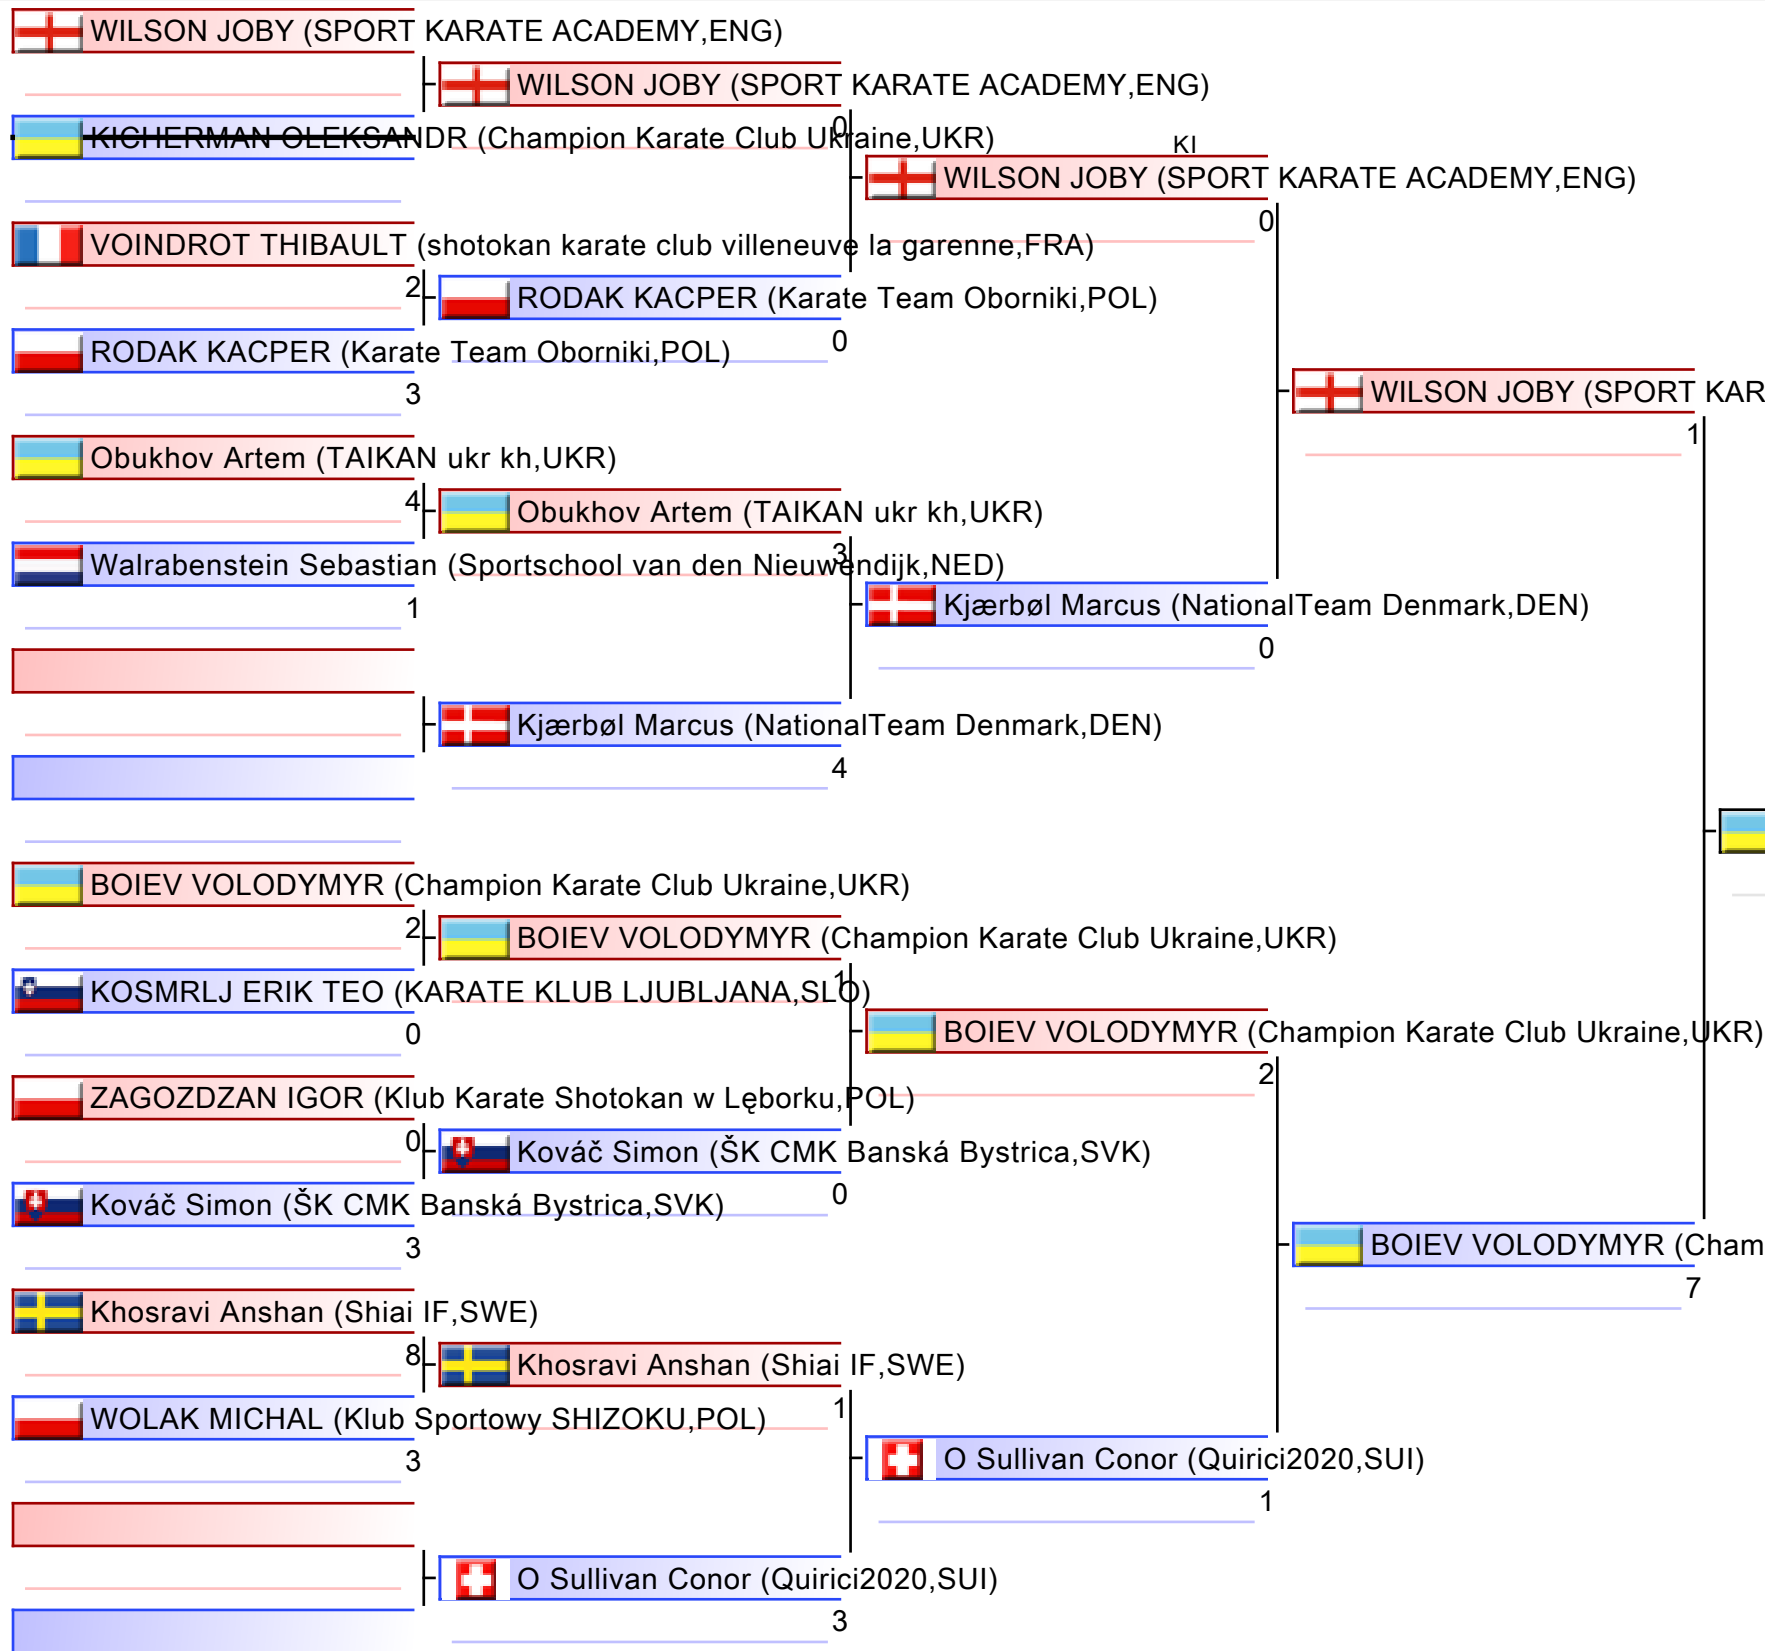 WILSON JOBY (SPORT KARATE ACADEMY,ENG)
WILSON JOBY (SPORT KARATE ACADEMY,ENG)
0
KICHERMAN OLEKSANDR (Champion Karate Club Ukraine,UKR)
KI
WILSON JOBY (SPORT KARATE ACADEMY,ENG)
0
VOINDROT THIBAULT (shotokan karate club villeneuve la garenne,FRA)
2
RODAK KACPER (Karate Team Oborniki,POL)
0
RODAK KACPER (Karate Team Oborniki,POL)
3
WILSON JOBY (SPORT KAR
1
Obukhov Artem (TAIKAN ukr kh,UKR)
4
Obukhov Artem (TAIKAN ukr kh,UKR)
3
Walrabenstein Sebastian (Sportschool van den Nieuwendijk,NED)
1
Kjærbøl Marcus (NationalTeam Denmark,DEN)
0
Kjærbøl Marcus (NationalTeam Denmark,DEN)
4
BOIEV VOLODYMYR (Champion Karate Club Ukraine,UKR)
2
BOIEV VOLODYMYR (Champion Karate Club Ukraine,UKR)
1
KOSMRLJ ERIK TEO (KARATE KLUB LJUBLJANA,SLO)
0
BOIEV VOLODYMYR (Champion Karate Club Ukraine,UKR)
2
ZAGOZDZAN IGOR (Klub Karate Shotokan w Lęborku,POL)
0
Kováč Simon (ŠK CMK Banská Bystrica,SVK)
0
Kováč Simon (ŠK CMK Banská Bystrica,SVK)
3
BOIEV VOLODYMYR (Cham
7
Khosravi Anshan (Shiai IF,SWE)
8
Khosravi Anshan (Shiai IF,SWE)
1
WOLAK MICHAL (Klub Sportowy SHIZOKU,POL)
3
O Sullivan Conor (Quirici2020,SUI)
1
O Sullivan Conor (Quirici2020,SUI)
3